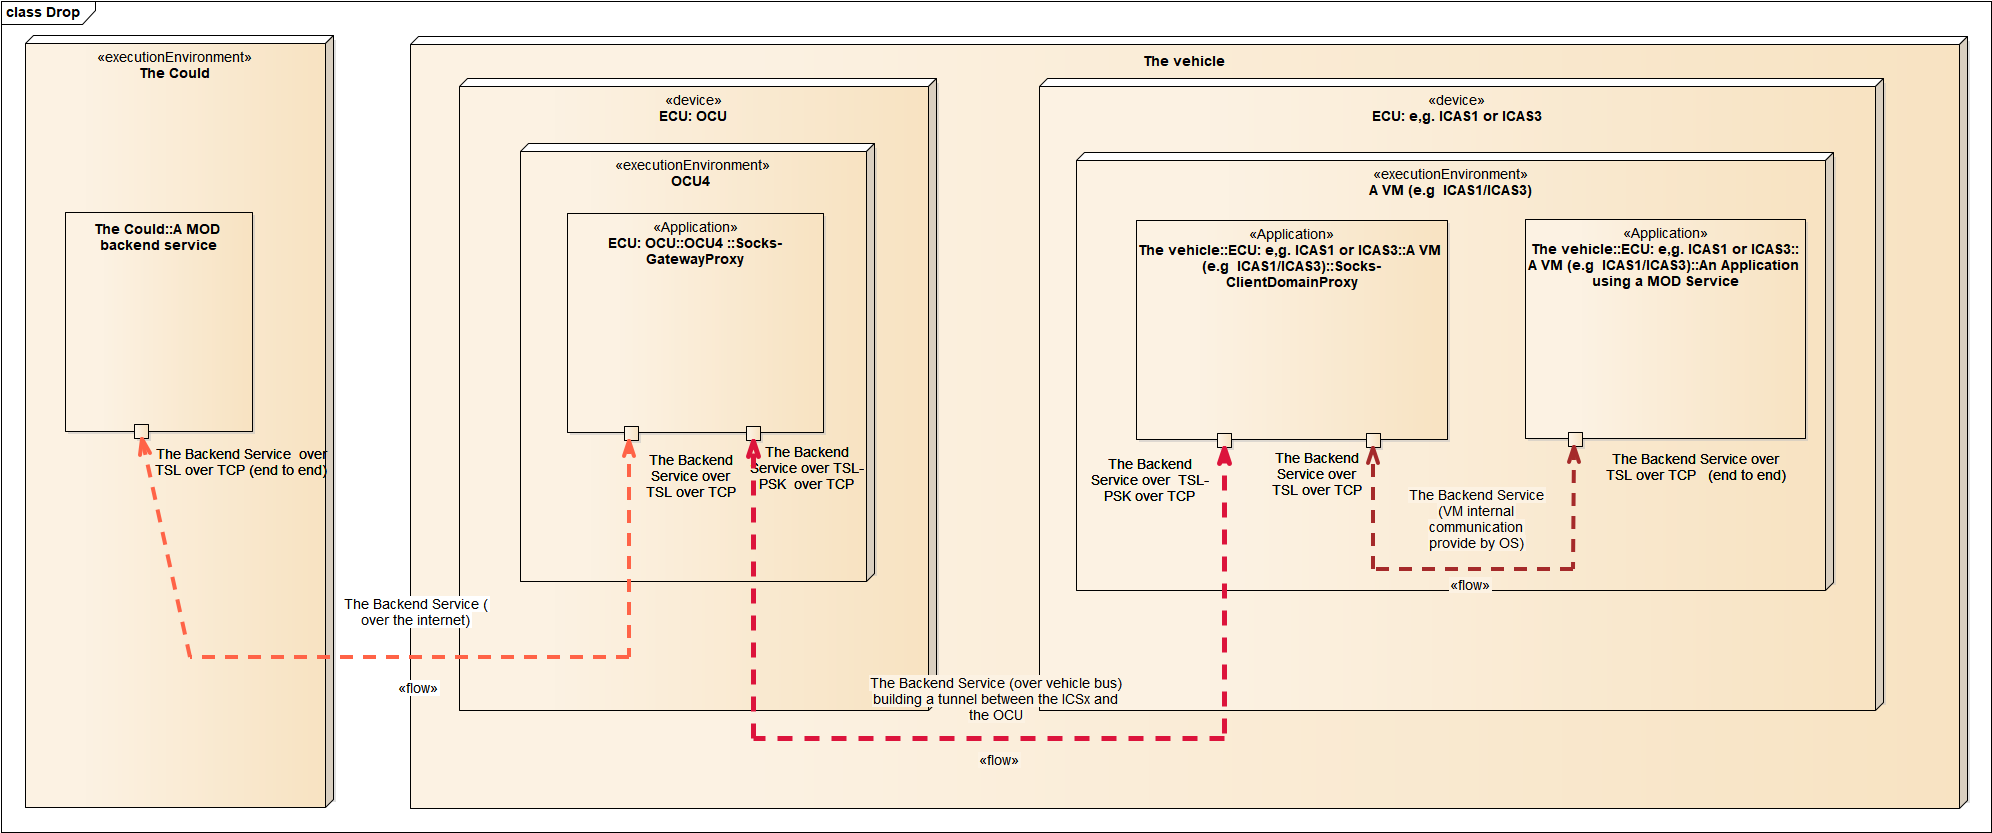 class Drop
«executionEnvironment»
The Could
The Could::A MOD
backend service
The Backend Service  over
TSL over TCP (end to end)
The vehicle
«device»
ECU: OCU
«executionEnvironment»
OCU4
«Application»
ECU: OCU::OCU4 ::Socks-
GatewayProxy
The Backend
Service over
TSL over TCP
The Backend
Service over TSL-
PSK  over TCP
«device»
ECU: e,g. ICAS1 or ICAS3
«executionEnvironment»
A VM (e.g  ICAS1/ICAS3)
«Application»
The vehicle::ECU: e,g. ICAS1 or ICAS3::A VM
(e.g  ICAS1/ICAS3)::Socks-
ClientDomainProxy
«Application»
The vehicle::ECU: e,g. ICAS1 or ICAS3::
A VM (e.g  ICAS1/ICAS3)::An Application
using a MOD Service
The Backend
Service over  TSL-
PSK over TCP
The Backend
Service over
TSL over TCP
The Backend Service over
TSL over TCP   (end to end)
The Backend Service
(VM internal
communication
provide by OS)
«flow»
The Backend Service (
over the internet)
«flow»
The Backend Service (over vehicle bus)
building a tunnel between the ICSx and
the OCU
«flow»